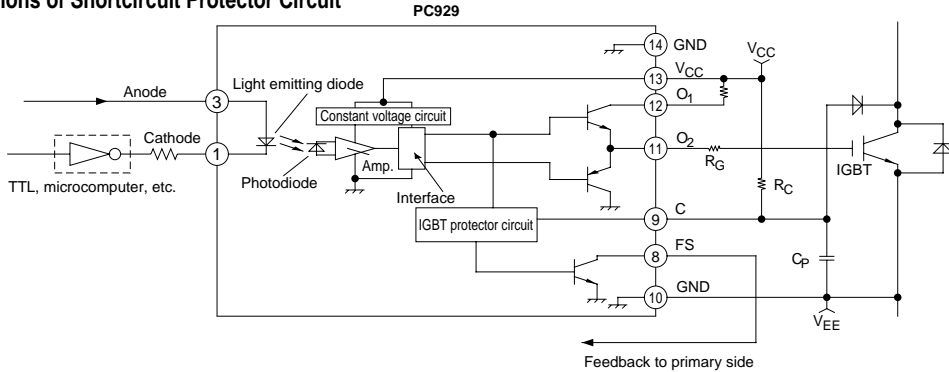 ions of Shortcircuit Protector Circuit
PC929
14 GND
VCC
13 VCC
Light emitting diode
Anode
3
12 O1
Constant voltage circuit
Cathode
1
11 O2
RG
Amp.
IGBT
TTL, microcomputer, etc.
Photodiode
RC
Interface
9 C
IGBT protector circuit
8 FS
CP
10 GND
VEE
Feedback to primary side